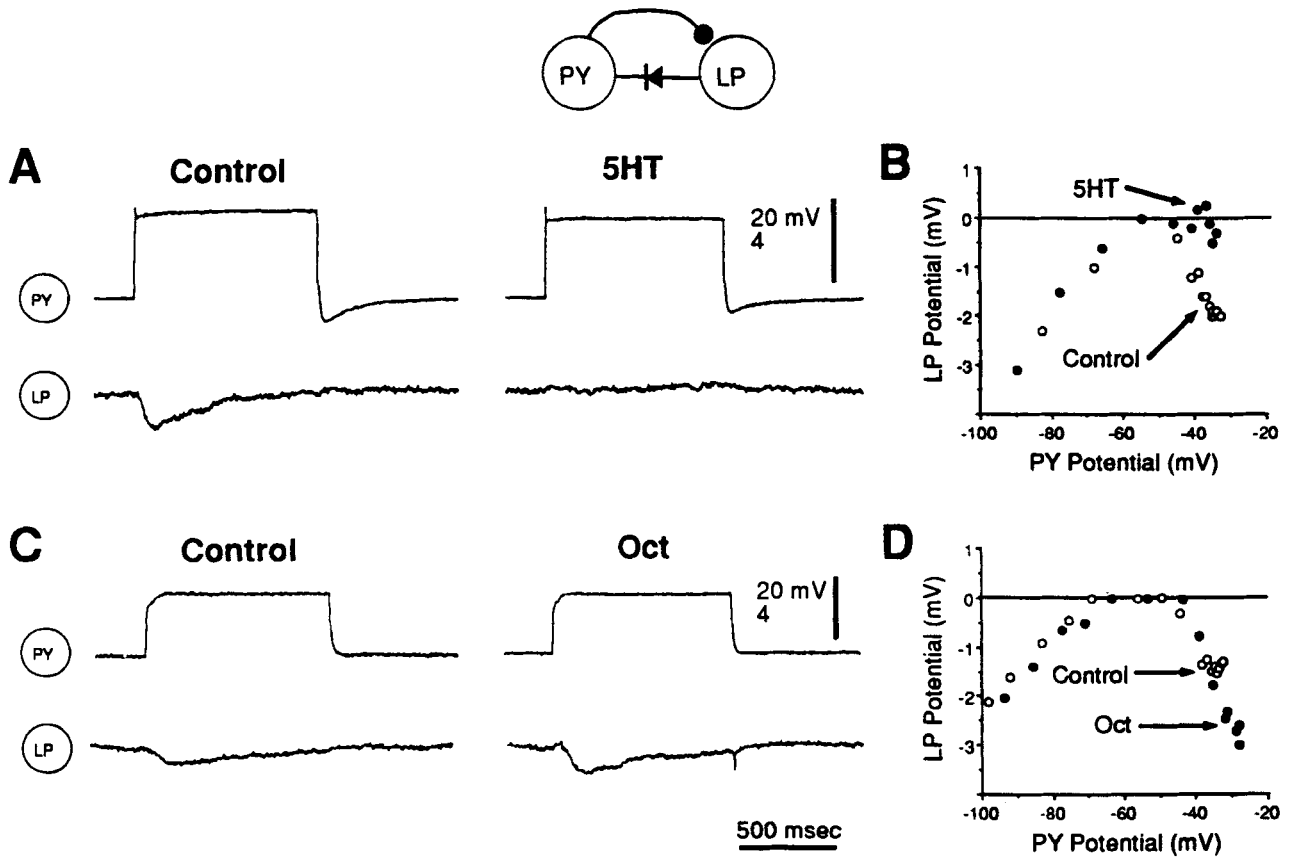 PY
LP
A
Control
5HT
20 mV
4
PY
LP
B
5HT
Control
1
0
-1
-2
-3
-100
-80
-60
-40
-20
LP Potential (mV)
PY Potential (mV)
C
Control
Oct
20 mV
4
PY
LP
500 msec
D
Control
Oct
1
0
-1
-2
-3
-100
-80
-60
-40
-20
LP Potential (mV)
PY Potential (mV)